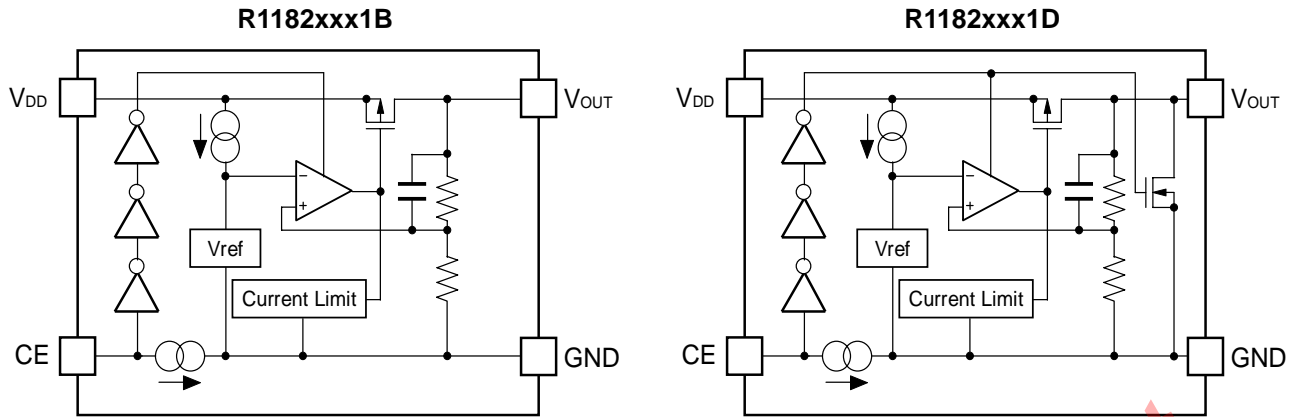 R1182xxx1B
VDD
VOUT
−
+
Vref
Current Limit
CE
GND
R1182xxx1D
VDD
VOUT
−
+
Vref
Current Limit
CE
GND